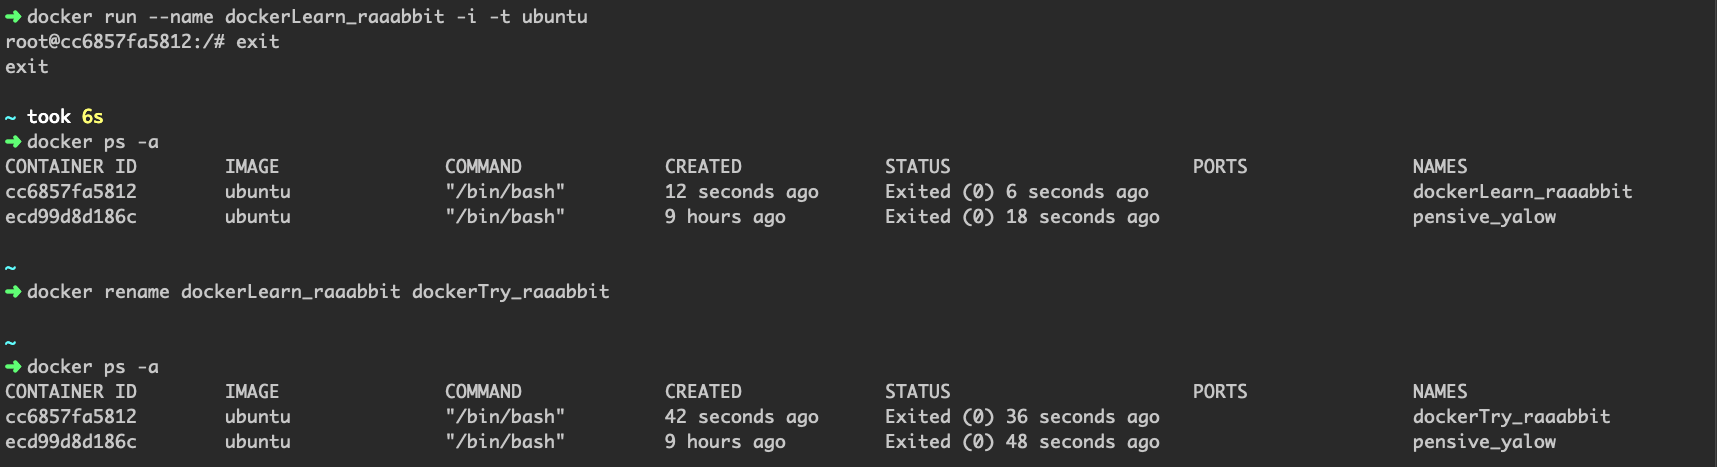 ➜ docker run --name dockerLearn_raaabbit -i -t ubuntu
root@cc6857fa5812:/# exit
exit
~ took 6s
➜ docker ps -a
CONTAINER ID IMAGE COMMAND CREATED STATUS PORTS NAMES
cc6857fa5812 ubuntu "/bin/bash" 12 seconds ago Exited (0) 6 seconds ago dockerLearn_raaabbit
ecd99d8d186c ubuntu "/bin/bash" 9 hours ago Exited (0) 18 seconds ago pensive_yalow
~
➜ docker rename dockerLearn_raaabbit dockerTry_raaabbit
~
➜ docker ps -a
CONTAINER ID IMAGE COMMAND CREATED STATUS PORTS NAMES
cc6857fa5812 ubuntu "/bin/bash" 42 seconds ago Exited (0) 36 seconds ago dockerTry_raaabbit
ecd99d8d186c ubuntu "/bin/bash" 9 hours ago Exited (0) 48 seconds ago pensive_yalow